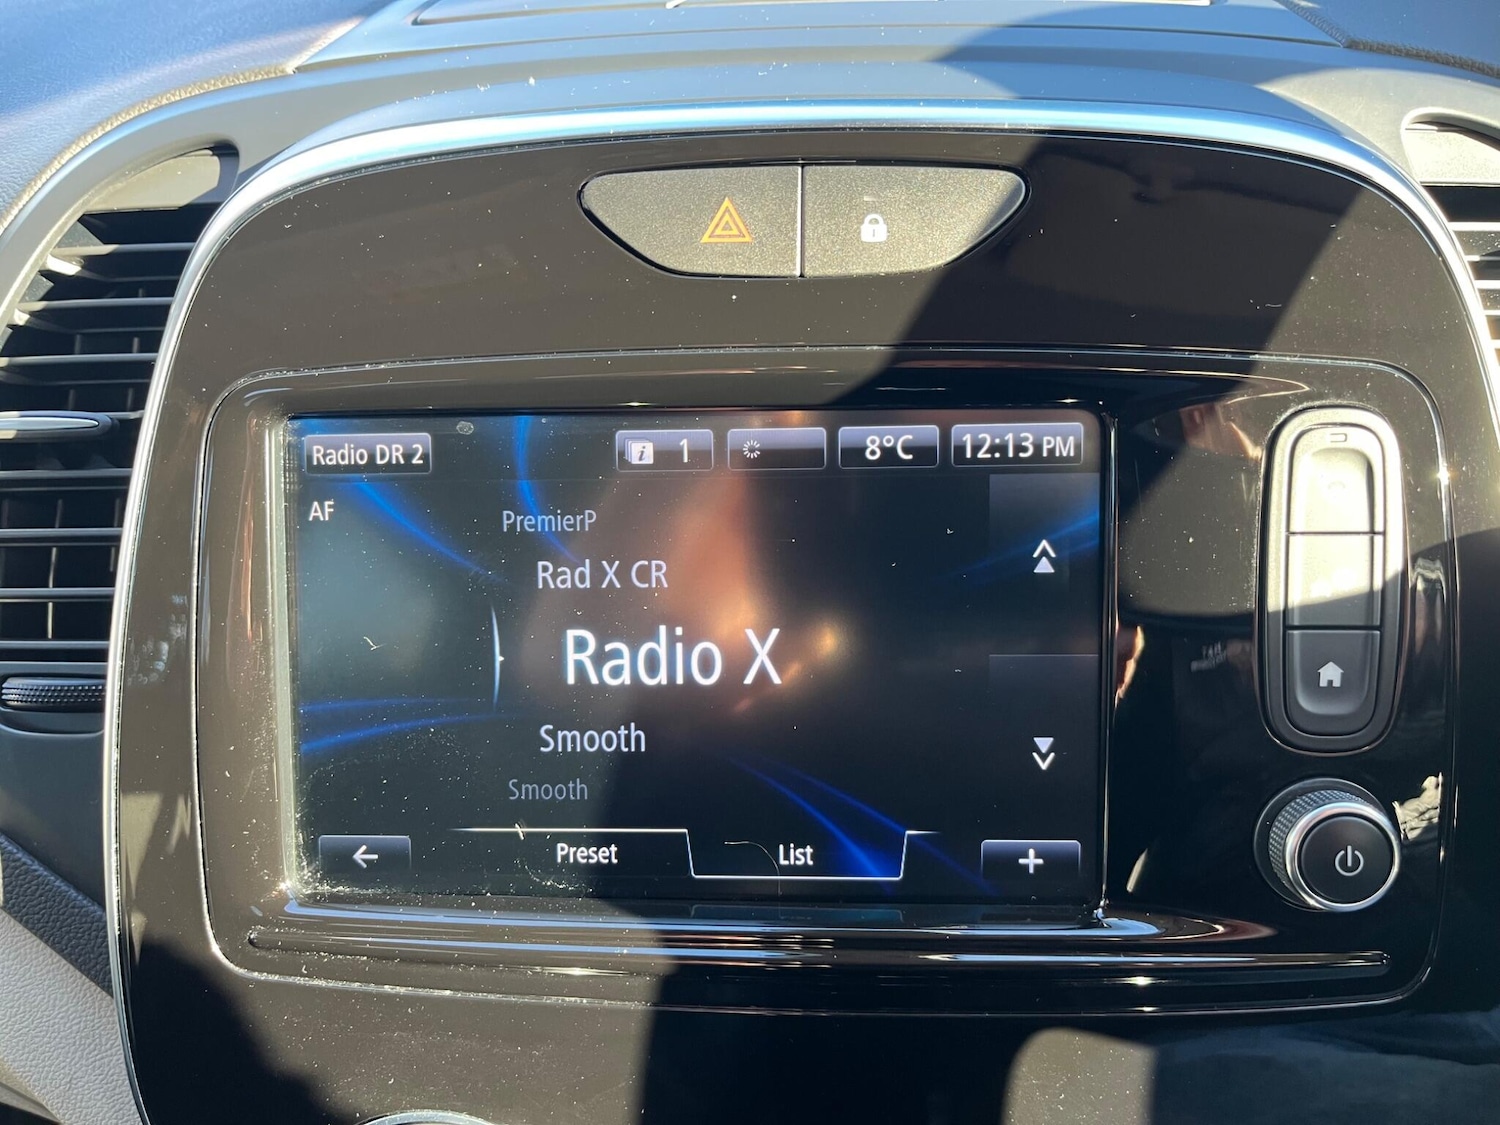 Radio DR 2
i 1
8°C
12:13 PM
AF
PremierP
Rad X CR
Radio X
Smooth
Smooth
Preset
List